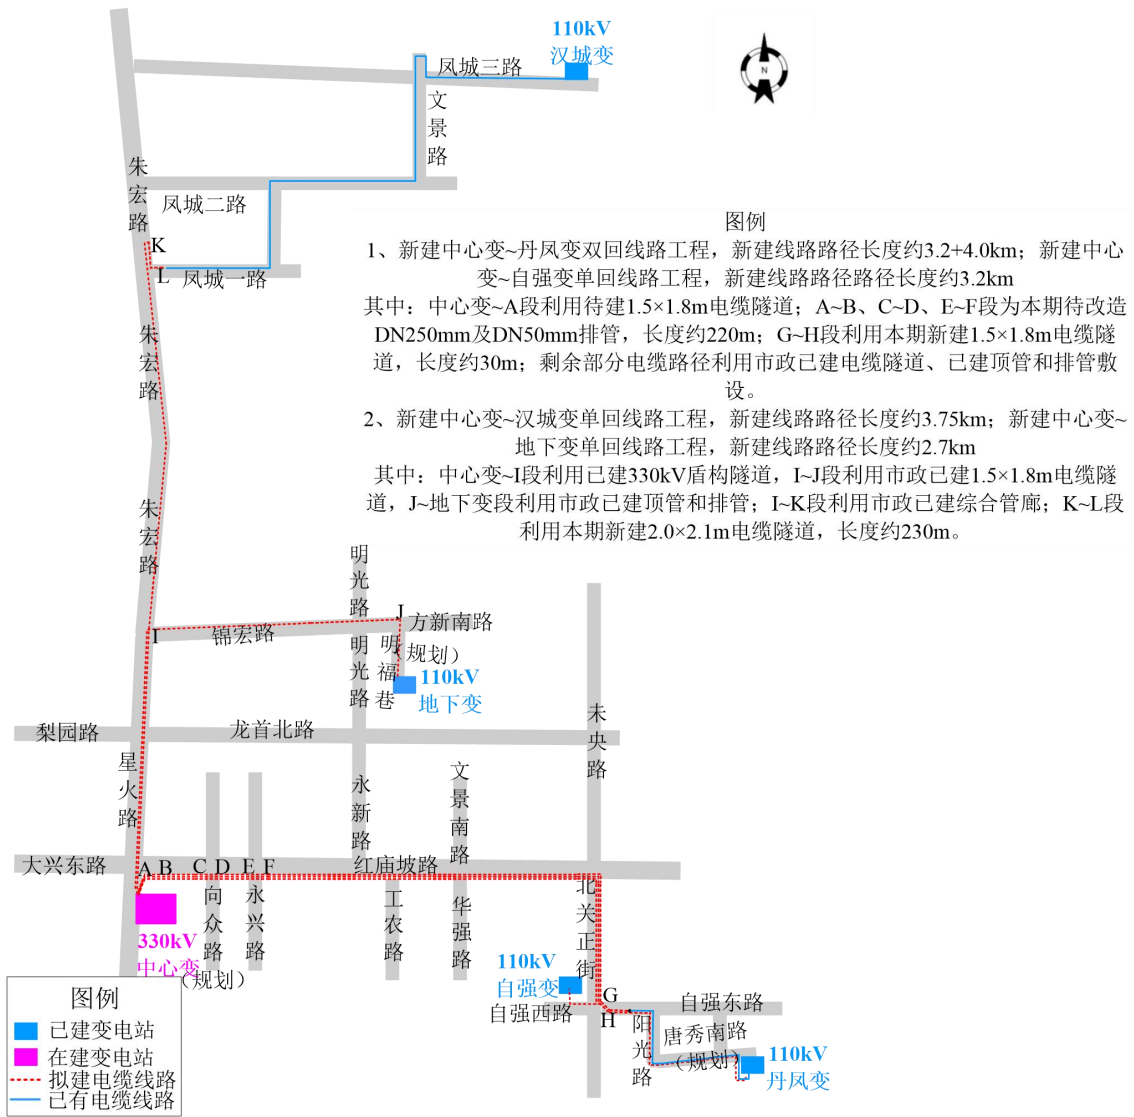 110kV
汉城变
凤城三路
N
文景路
朱宏路
凤城二路
K
L
凤城一路
图例
1、新建中心变~丹凤变双回线路工程，新建线路路径长度约3.2+4.0km；新建中心
变~自强变单回线路工程，新建线路路径路径长度约3.2km
其中：中心变~A段利用待建1.5×1.8m电缆隧道；A~B、C~D、E~F段为本期待改造
DN250mm及DN50mm排管，长度约220m；G~H段利用本期新建1.5×1.8m电缆隧
道，长度约30m；剩余部分电缆路径利用市政已建电缆隧道、已建顶管和排管敷
设。
2、新建中心变~汉城变单回线路工程，新建线路路径长度约3.75km；新建中心变~
地下变单回线路工程，新建线路路径长度约2.7km
其中：中心变~I段利用已建330kV盾构隧道，I~J段利用市政已建1.5×1.8m电缆隧
道，J~地下变段利用市政已建顶管和排管；I~K段利用市政已建综合管廊；K~L段
利用本期新建2.0×2.1m电缆隧道，长度约230m。
朱宏路
朱宏路
明光路
J
方新南路
I
锦宏路
（规划）
明光路
明福巷
110kV
地下变
梨园路
龙首北路
未央路
星火路
永新路
文景南路
大兴东路
A B C D E F
红庙坡路
向众路
（规划）
永兴路
工农路
华强路
北关正街
330kV
中心变
110kV
自强变
G
自强东路
自强西路
H
阳光路
唐秀南路
（规划）
110kV
丹凤变
图例
已建变电站
在建变电站
拟建电缆线路
已有电缆线路